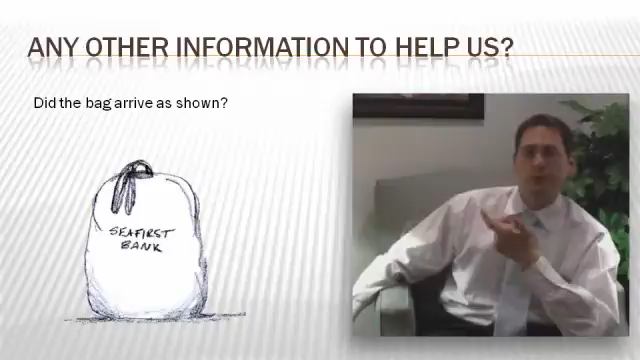 ANY OTHER INFORMATION TO HELP US?
Did the bag arrive as shown?
SEAFIRST
BANK